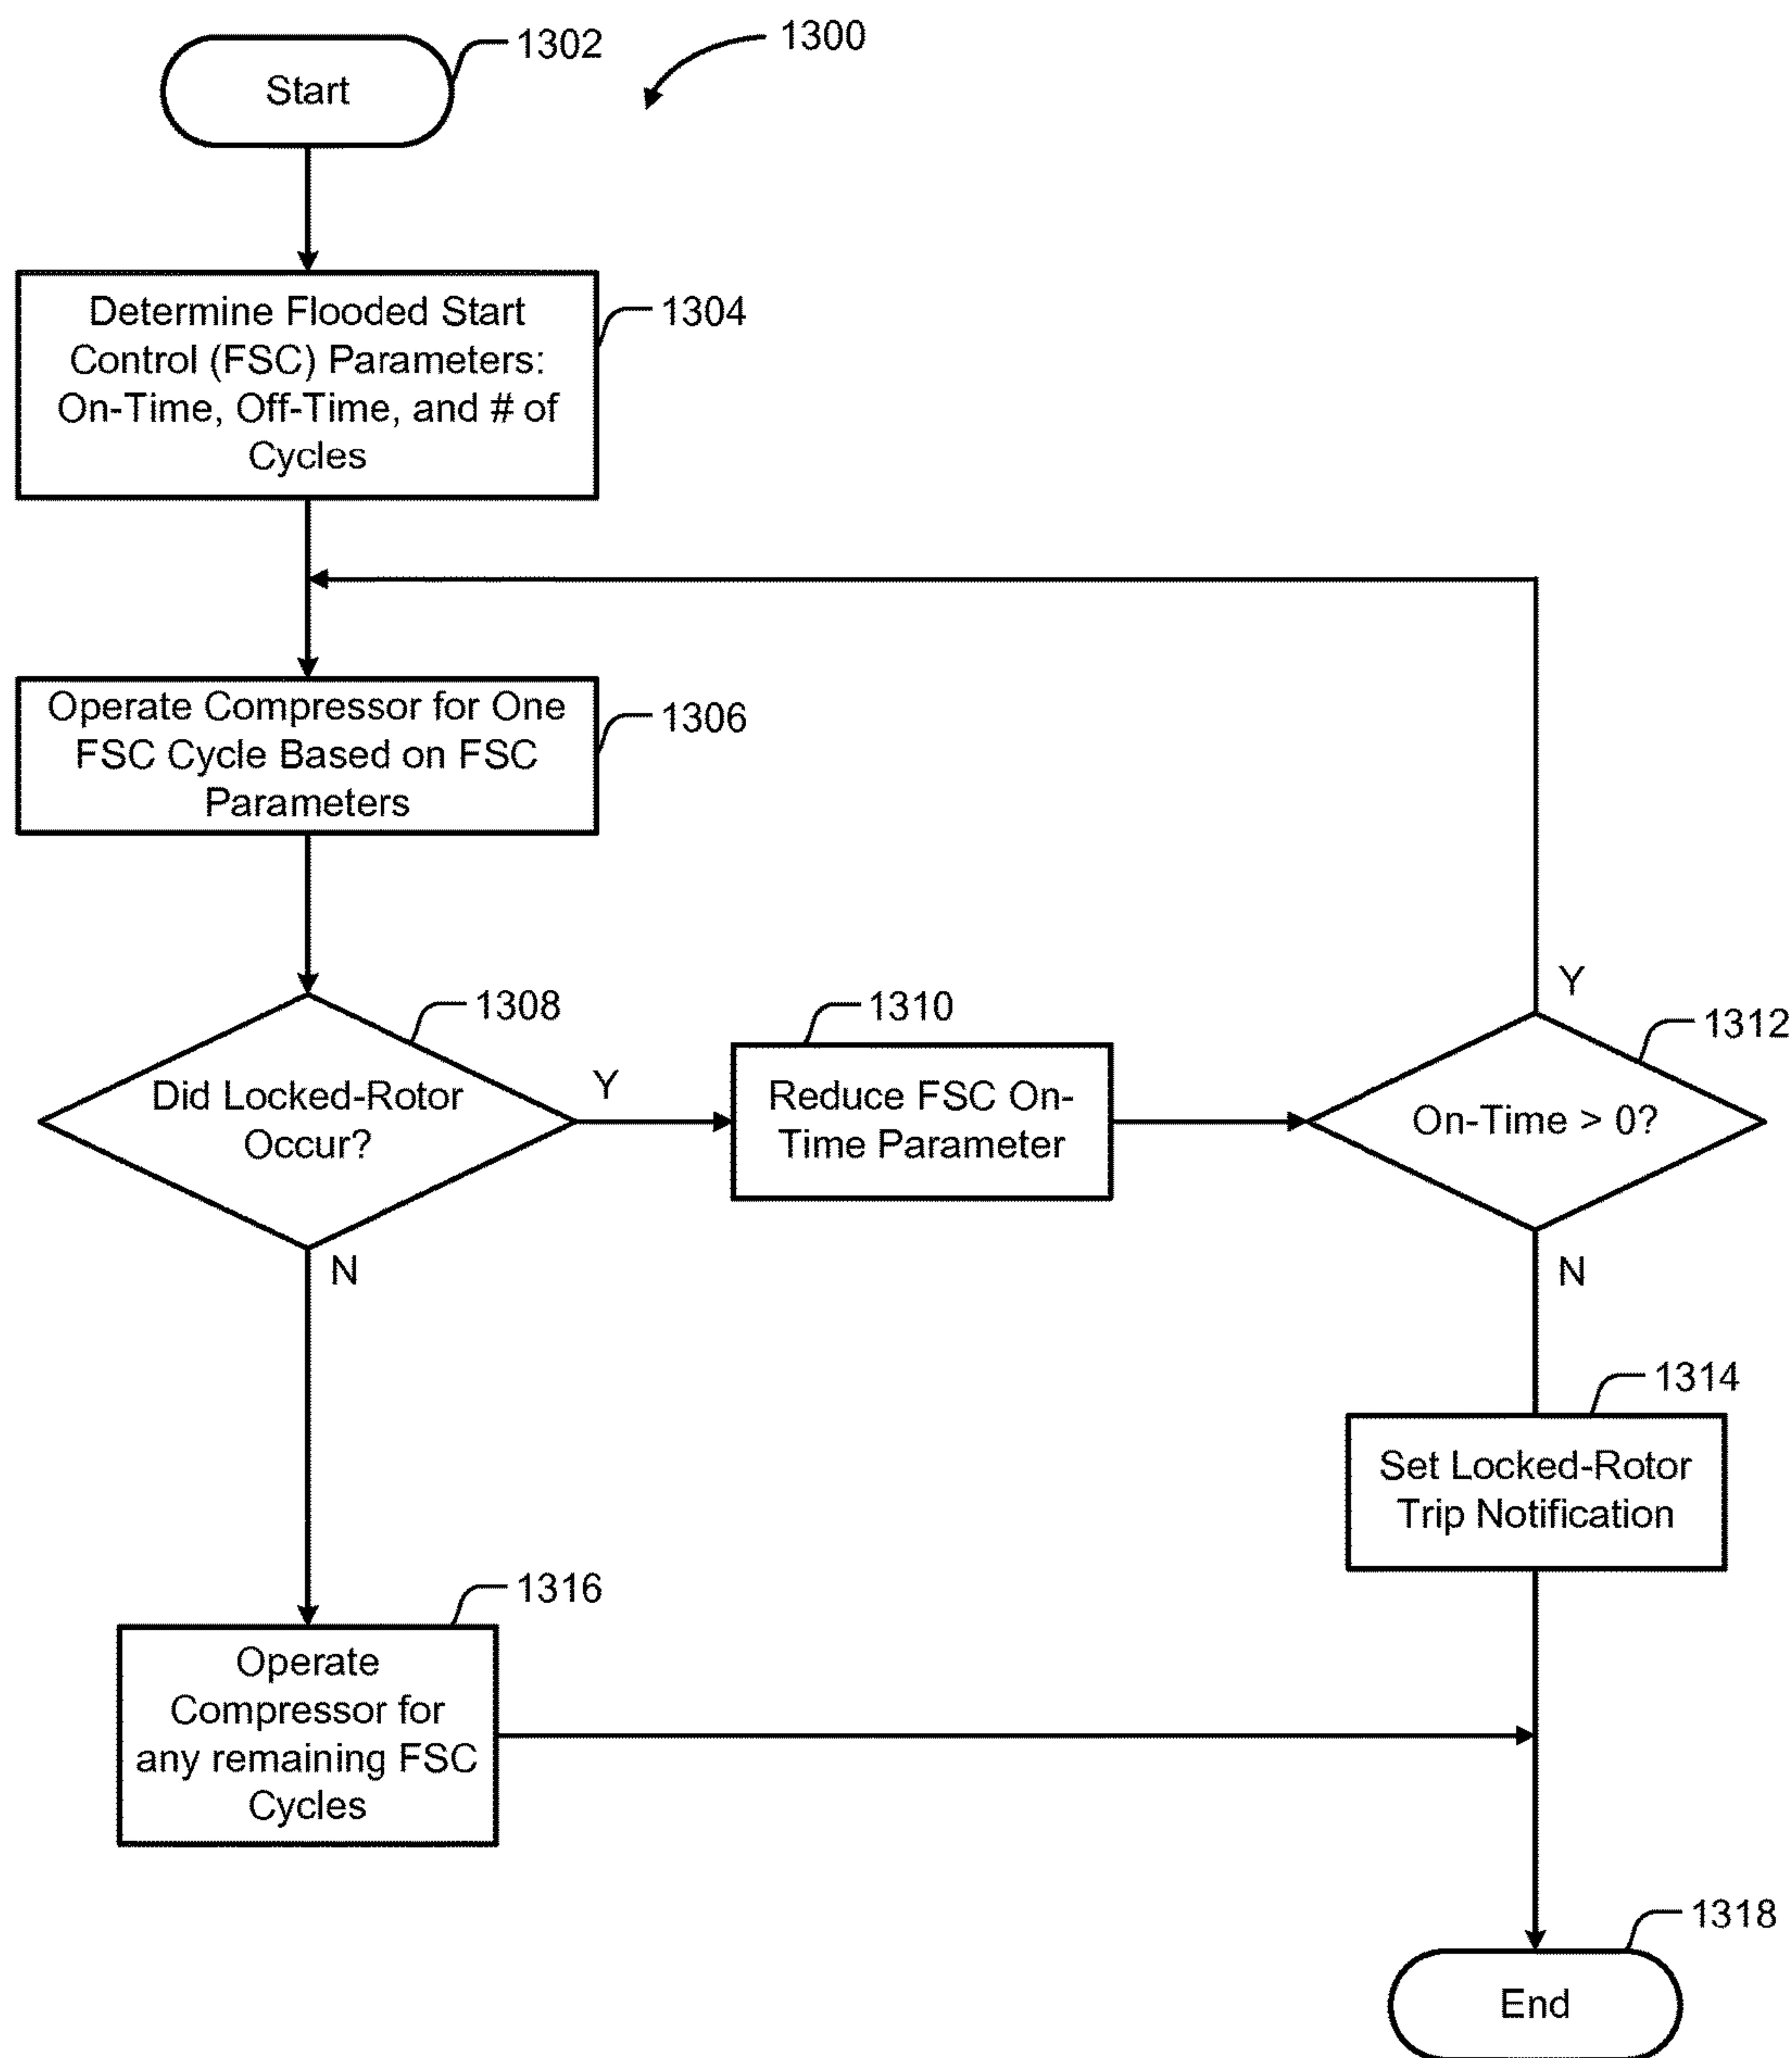 1302
1300
Start
Determine Flooded Start
Control (FSC) Parameters:
On-Time, Off-Time, and # of
Cycles
1304
Operate Compressor for One
FSC Cycle Based on FSC
Parameters
1306
1308
Did Locked-Rotor
Occur?
Y
N
1310
Reduce FSC On-
Time Parameter
Y
1312
On-Time > 0?
N
1314
Set Locked-Rotor
Trip Notification
1316
Operate
Compressor for
any remaining FSC
Cycles
1318
End